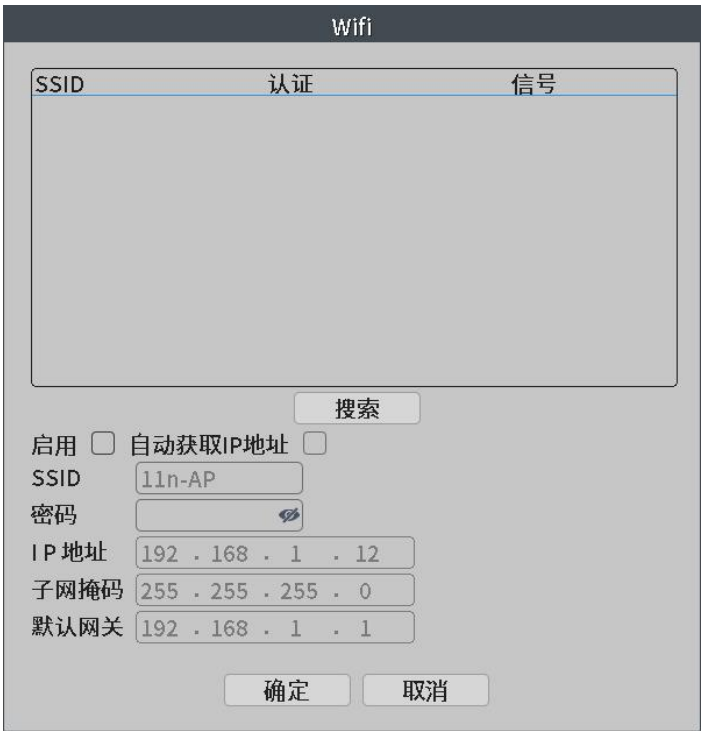 Wifi
SSID 认证 信号
搜索
启用 自动获取IP地址
SSID 11n-AP
密码
IP地址 192 . 168 . 1 . 12
子网掩码 255 . 255 . 255 . 0
默认网关 192 . 168 . 1 . 1
确定 取消